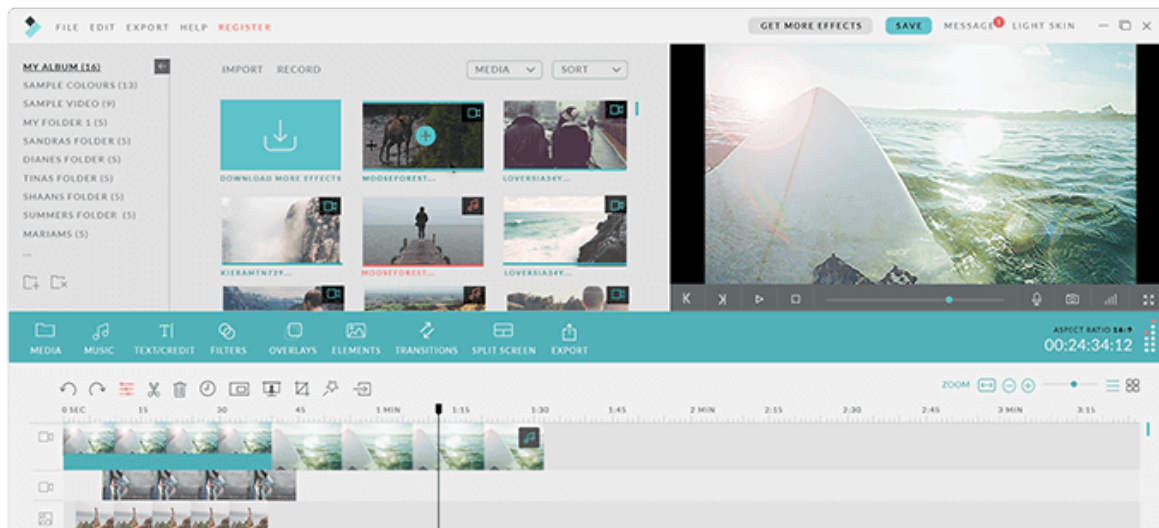 FILE EDIT EXPORT HELP REGISTER
GET MORE EFFECTS SAVE MESSAGE 1 LIGHT SKIN
MY ALBUM (16)
SAMPLE COLOURS (13)
SAMPLE VIDEO (9)
MY FOLDER 1 (5)
SANDRAS FOLDER (5)
DIANES FOLDER (5)
TINAS FOLDER (5)
SHAANS FOLDER (5)
SUMMERS FOLDER (5)
MARIAMS (5)
...
IMPORT RECORD MEDIA SORT
DOWNLOAD MORE EFFECTS MOOSEFOREST... LOVERSIA34Y...
KIERAMTN729... MOOSEFOREST... LOVERSIA34Y...
MEDIA MUSIC TEXT/CREDIT FILTERS OVERLAYS ELEMENTS TRANSITIONS SPLIT SCREEN EXPORT
ASPECT RATIO 16:9
00:24:34:12
ZOOM
0 SEC 15 30 45 1 MIN 1:15 1:30 1:45 2 MIN 2:15 2:30 2:45 3 MIN 3:15